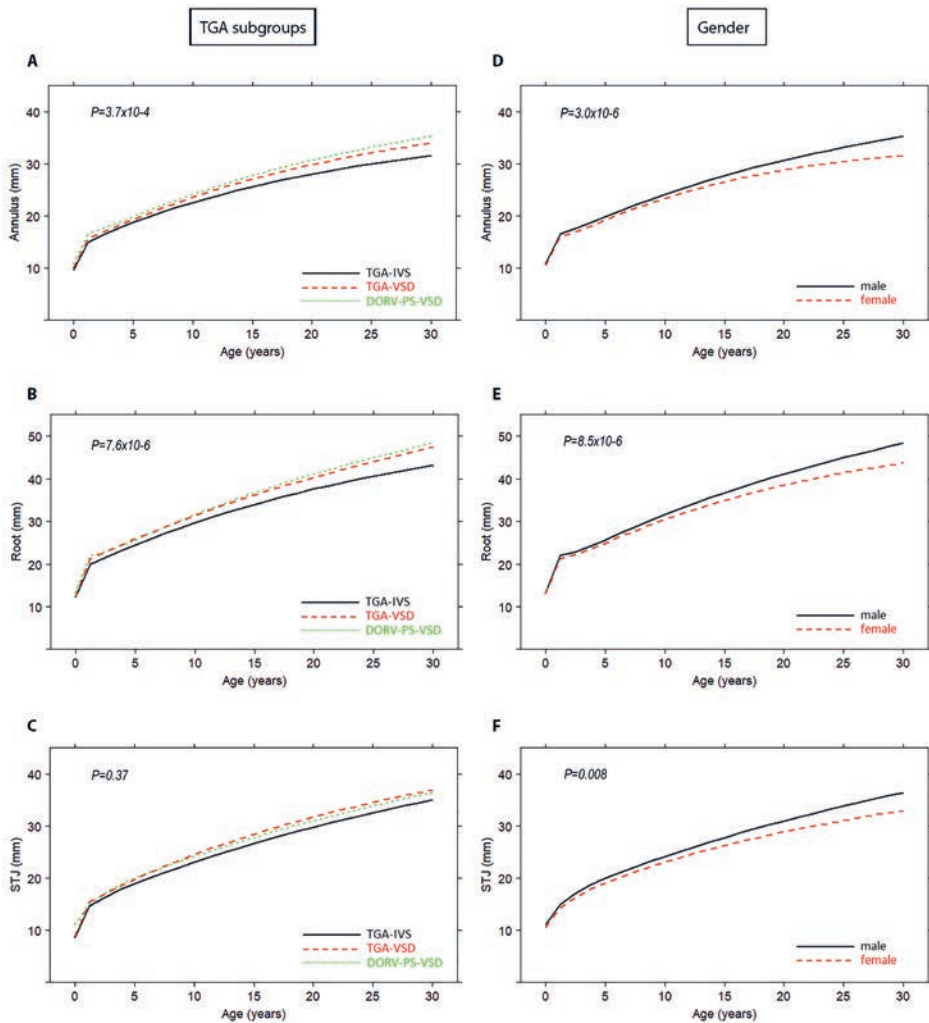 TGA subgroups
Gender
A
P=3.7x10-4
40
30
20
10
Annulus (mm)
TGA-IVS
TGA-VSD
DORV-PS-VSD
0 5 10 15 20 25 30
Age (years)
D
P=3.0x10-6
40
30
20
10
Annulus (mm)
male
female
0 5 10 15 20 25 30
Age (years)
B
P=7.6x10-6
50
40
30
20
10
Root (mm)
TGA-IVS
TGA-VSD
DORV-PS-VSD
0 5 10 15 20 25 30
Age (years)
E
P=8.5x10-6
50
40
30
20
10
Root (mm)
male
female
0 5 10 15 20 25 30
Age (years)
C
P=0.37
40
30
20
10
STJ (mm)
TGA-IVS
TGA-VSD
DORV-PS-VSD
0 5 10 15 20 25 30
Age (years)
F
P=0.008
40
30
20
10
STJ (mm)
male
female
0 5 10 15 20 25 30
Age (years)